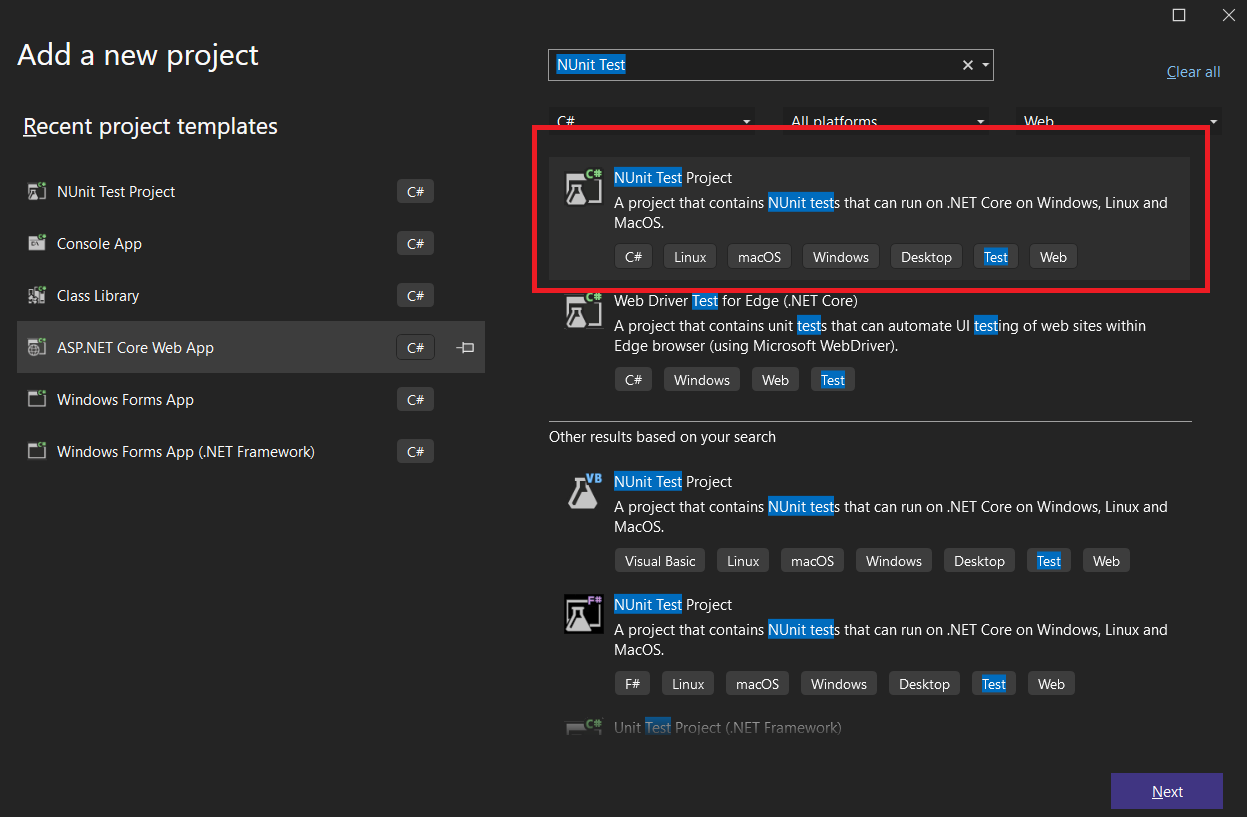 Add a new project
NUnit Test
Clear all
Recent project templates
C#
All platforms
Web
NUnit Test Project
C#
Console App
C#
Class Library
C#
ASP.NET Core Web App
C#
Windows Forms App
C#
Windows Forms App (.NET Framework)
C#
C#
NUnit Test Project
A project that contains NUnit tests that can run on .NET Core on Windows, Linux and
MacOS.
C# Linux macOS Windows Desktop Test Web
C#
Web Driver Test for Edge (.NET Core)
A project that contains unit tests that can automate UI testing of web sites within
Edge browser (using Microsoft WebDriver).
C# Windows Web Test
Other results based on your search
VB
NUnit Test Project
A project that contains NUnit tests that can run on .NET Core on Windows, Linux and
MacOS.
Visual Basic Linux macOS Windows Desktop Test Web
F#
NUnit Test Project
A project that contains NUnit tests that can run on .NET Core on Windows, Linux and
MacOS.
F# Linux macOS Windows Desktop Test Web
C#
Unit Test Project (.NET Framework)
Next